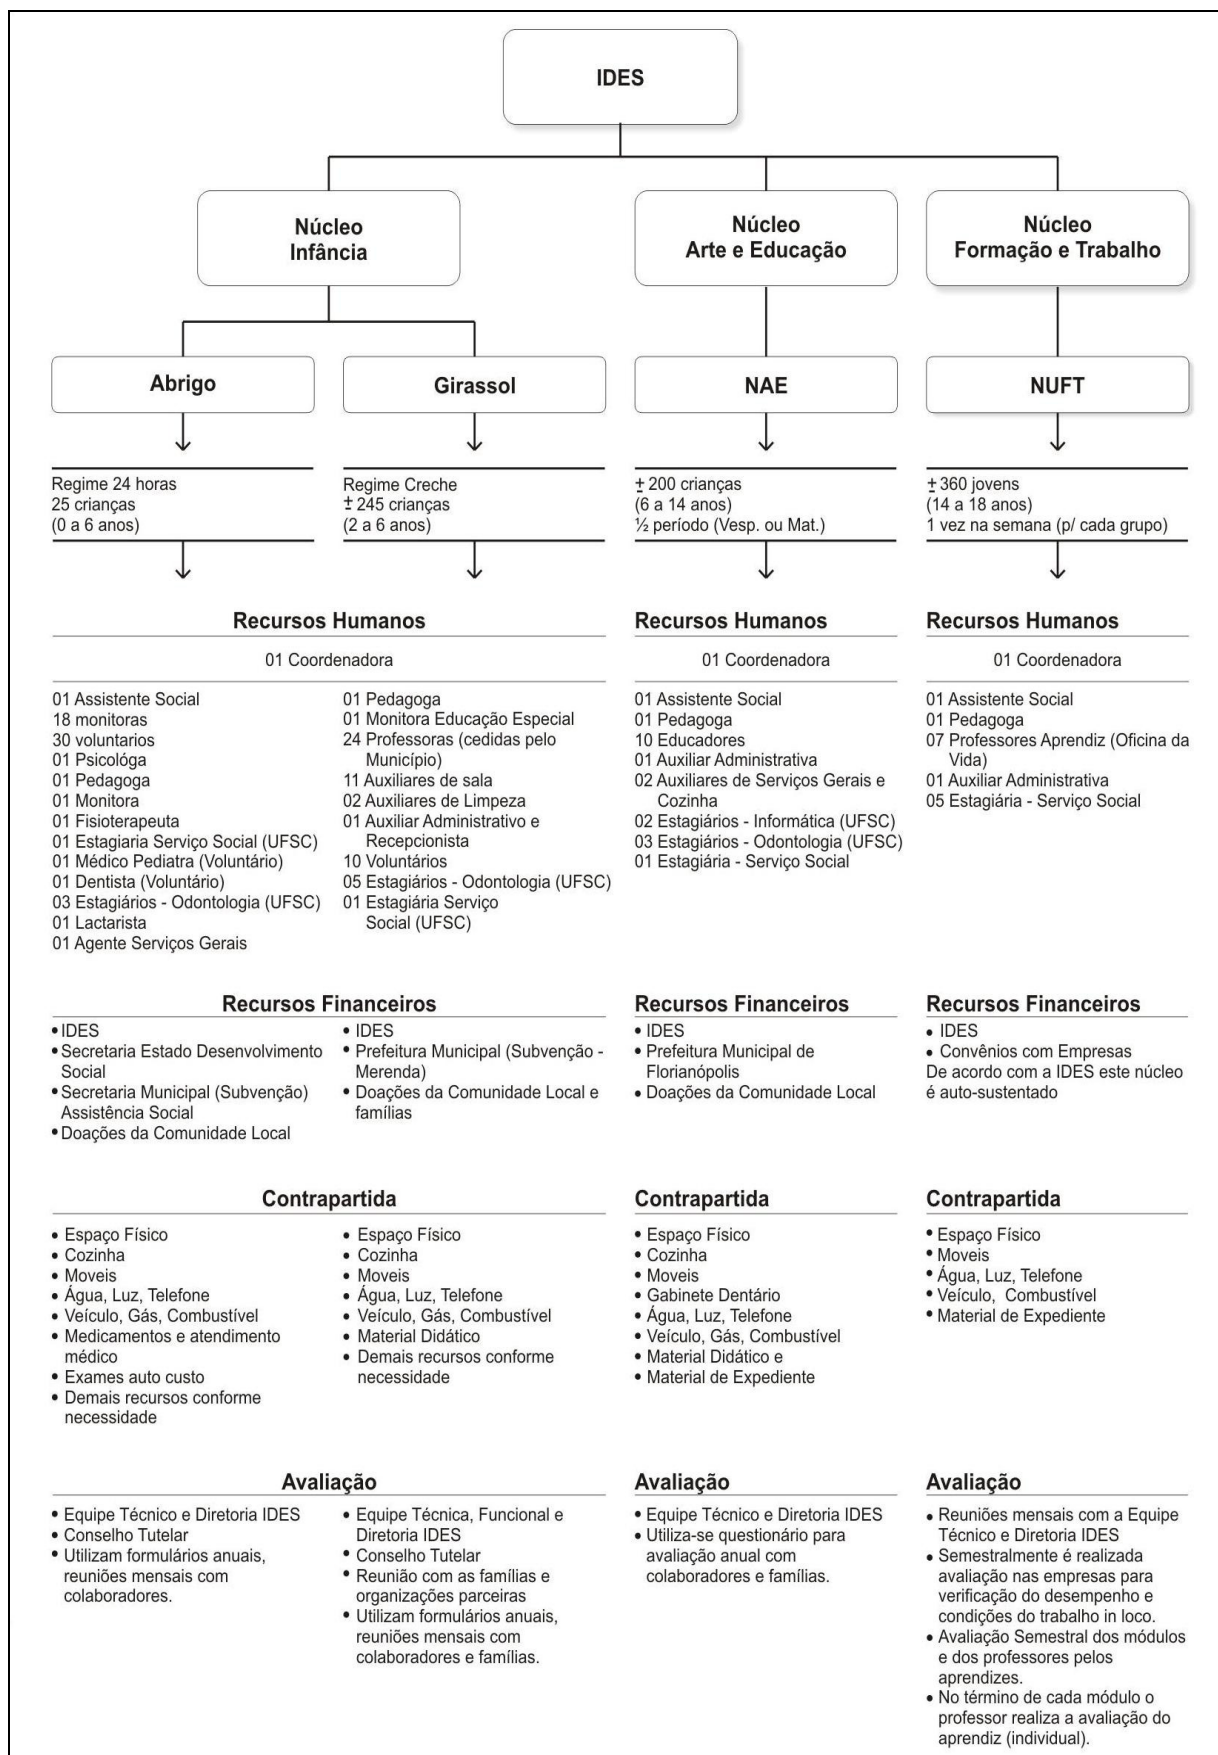 IDES
Núcleo
Infância
Núcleo
Arte e Educação
Núcleo
Formação e Trabalho
Abrigo
Girassol
NAE
NUFT
Regime 24 horas
25 crianças
(0 a 6 anos)
Regime Creche
± 245 crianças
(2 a 6 anos)
± 200 crianças
(6 a 14 anos)
½ período (Vesp. ou Mat.)
± 360 jovens
(14 a 18 anos)
1 vez na semana (p/ cada grupo)
Recursos Humanos
01 Coordenadora
01 Assistente Social
18 monitoras
30 voluntarios
01 Psicológa
01 Pedagoga
01 Monitora
01 Fisioterapeuta
01 Estagiaria Serviço Social (UFSC)
01 Médico Pediatra (Voluntário)
01 Dentista (Voluntário)
03 Estagiários - Odontologia (UFSC)
01 Lactarista
01 Agente Serviços Gerais
01 Pedagoga
01 Monitora Educação Especial
24 Professoras (cedidas pelo
Município)
11 Auxiliares de sala
02 Auxiliares de Limpeza
01 Auxiliar Administrativo e
Recepcionista
10 Voluntários
05 Estagiários - Odontologia (UFSC)
01 Estagiária Serviço
Social (UFSC)
Recursos Humanos
01 Coordenadora
01 Assistente Social
01 Pedagoga
10 Educadores
01 Auxiliar Administrativa
02 Auxiliares de Serviços Gerais e
Cozinha
02 Estagiários - Informática (UFSC)
03 Estagiários - Odontologia (UFSC)
01 Estagiária - Serviço Social
Recursos Humanos
01 Coordenadora
01 Assistente Social
01 Pedagoga
07 Professores Aprendiz (Oficina da
Vida)
01 Auxiliar Administrativa
05 Estagiária - Serviço Social
Recursos Financeiros
• IDES
• Secretaria Estado Desenvolvimento
Social
• Secretaria Municipal (Subvenção)
Assistência Social
• Doações da Comunidade Local
• IDES
• Prefeitura Municipal (Subvenção -
Merenda)
• Doações da Comunidade Local e
famílias
Recursos Financeiros
• IDES
• Prefeitura Municipal de
Florianópolis
• Doações da Comunidade Local
Recursos Financeiros
• IDES
• Convênios com Empresas
De acordo com a IDES este núcleo
é auto-sustentado
Contrapartida
• Espaço Físico
• Cozinha
• Moveis
• Água, Luz, Telefone
• Veículo, Gás, Combustível
• Medicamentos e atendimento
médico
• Exames auto custo
• Demais recursos conforme
necessidade
• Espaço Físico
• Cozinha
• Moveis
• Água, Luz, Telefone
• Veículo, Gás, Combustível
• Material Didático
• Demais recursos conforme
necessidade
Contrapartida
• Espaço Físico
• Cozinha
• Moveis
• Gabinete Dentário
• Água, Luz, Telefone
• Veículo, Gás, Combustível
• Material Didático e
• Material de Expediente
Contrapartida
• Espaço Físico
• Moveis
• Água, Luz, Telefone
• Veículo, Combustível
• Material de Expediente
Avaliação
• Equipe Técnico e Diretoria IDES
• Conselho Tutelar
• Utilizam formulários anuais,
reuniões mensais com
colaboradores.
• Equipe Técnica, Funcional e
Diretoria IDES
• Conselho Tutelar
• Reunião com as famílias e
organizações parceiras
• Utilizam formulários anuais,
reuniões mensais com
colaboradores e famílias.
Avaliação
• Equipe Técnico e Diretoria IDES
• Utiliza-se questionário para
avaliação anual com
colaboradores e famílias.
Avaliação
• Reuniões mensais com a Equipe
Técnico e Diretoria IDES
• Semestralmente é realizada
avaliação nas empresas para
verificação do desempenho e
condições do trabalho in loco.
• Avaliação Semestral dos módulos
e dos professores pelos
aprendizes.
• No término de cada módulo o
professor realiza a avaliação do
aprendiz (individual).